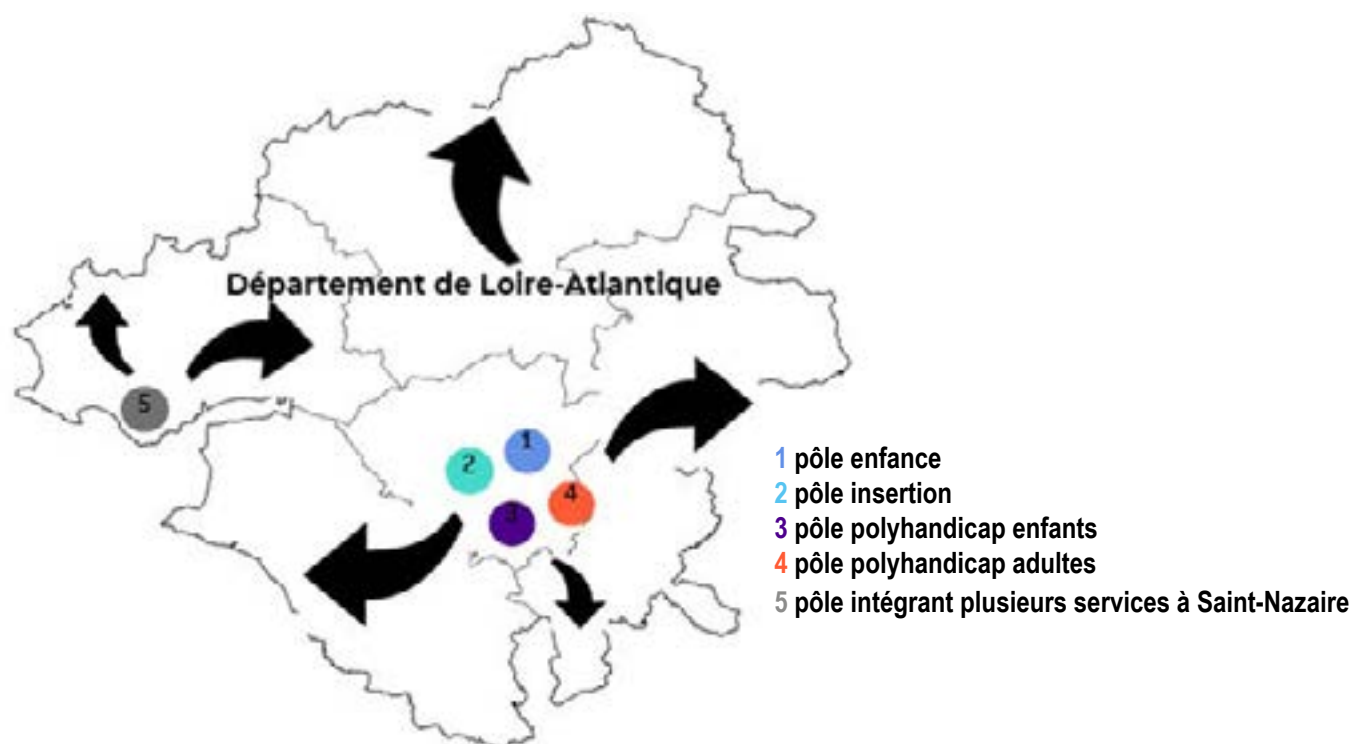 Département de Loire-Atlantique
5
1
2
4
3
1 pôle enfance
2 pôle insertion
3 pôle polyhandicap enfants
4 pôle polyhandicap adultes
5 pôle intégrant plusieurs services à Saint-Nazaire